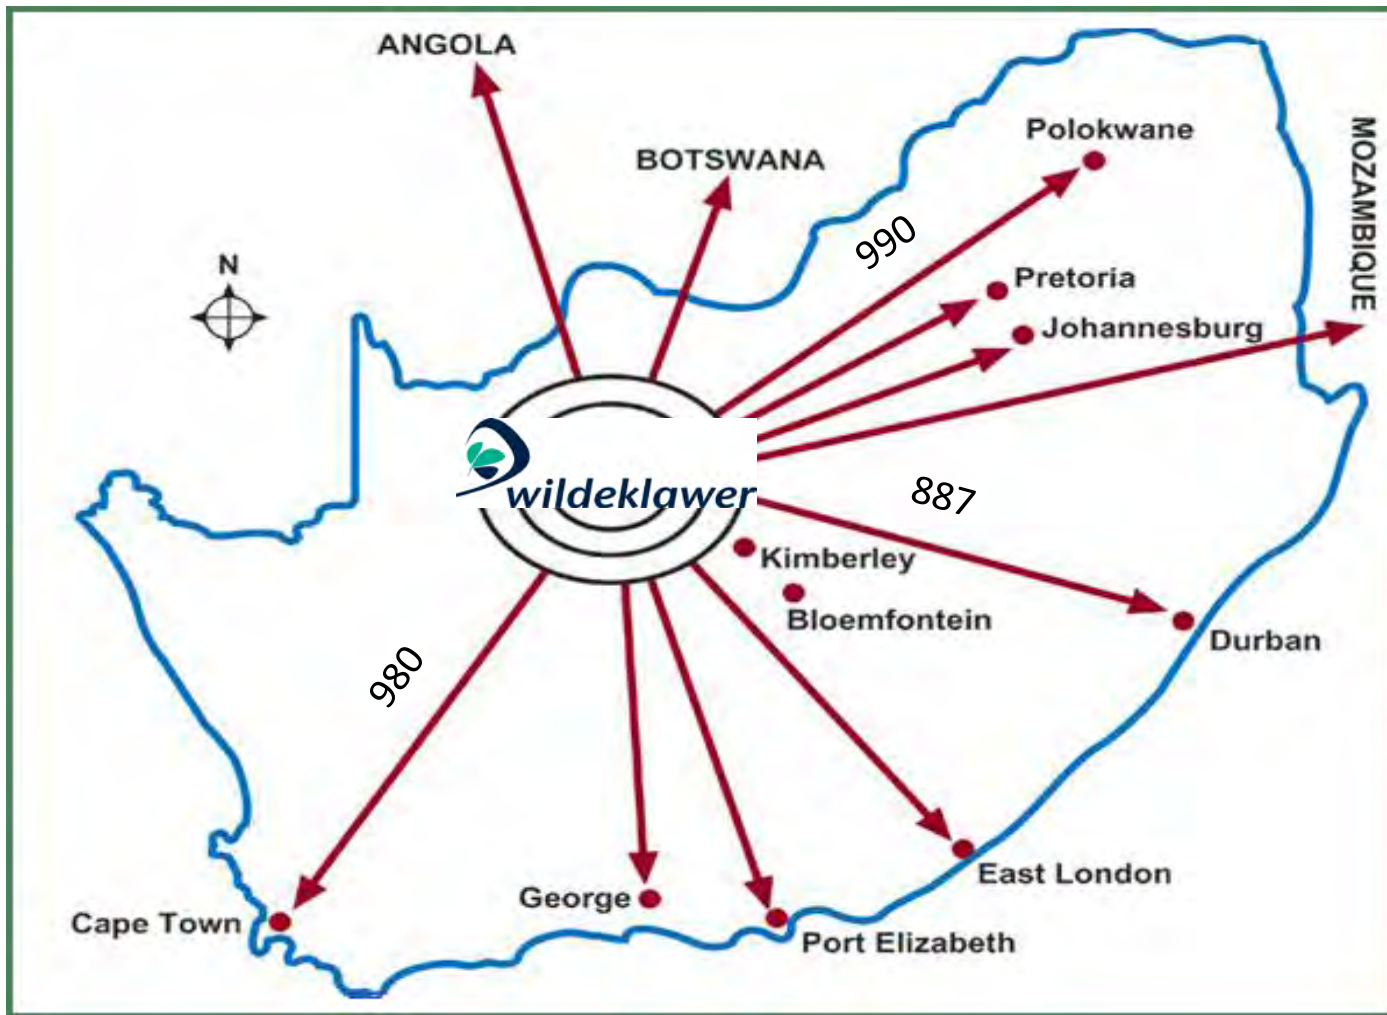 ANGOLA
BOTSWANA
Polokwane
MOZAMBIQUE
990
N
Pretoria
Johannesburg
wildeklawer
887
Kimberley
Bloemfontein
Durban
980
East London
George
Cape Town
Port Elizabeth